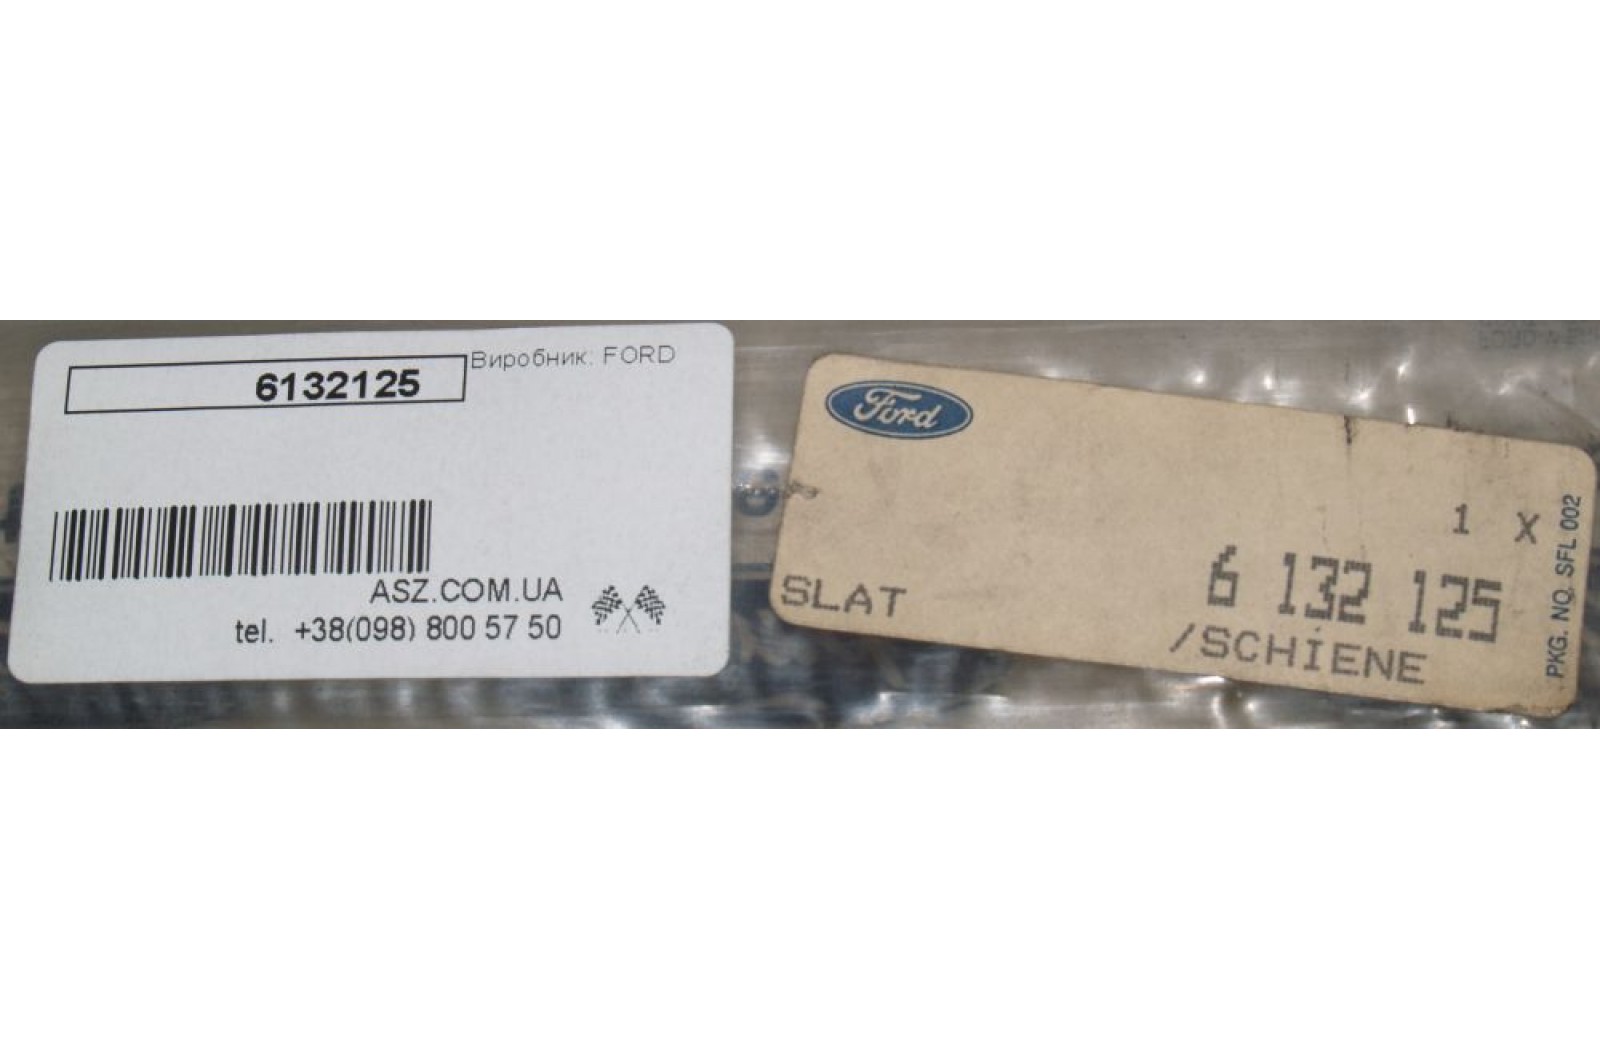 6132125
Виробник: FORD
ASZ.COM.UA
tel. +38(098) 800 57 50
Ford
1 X
6 132 125
SLAT /SCHIENE
PKG. NO. SFL 002